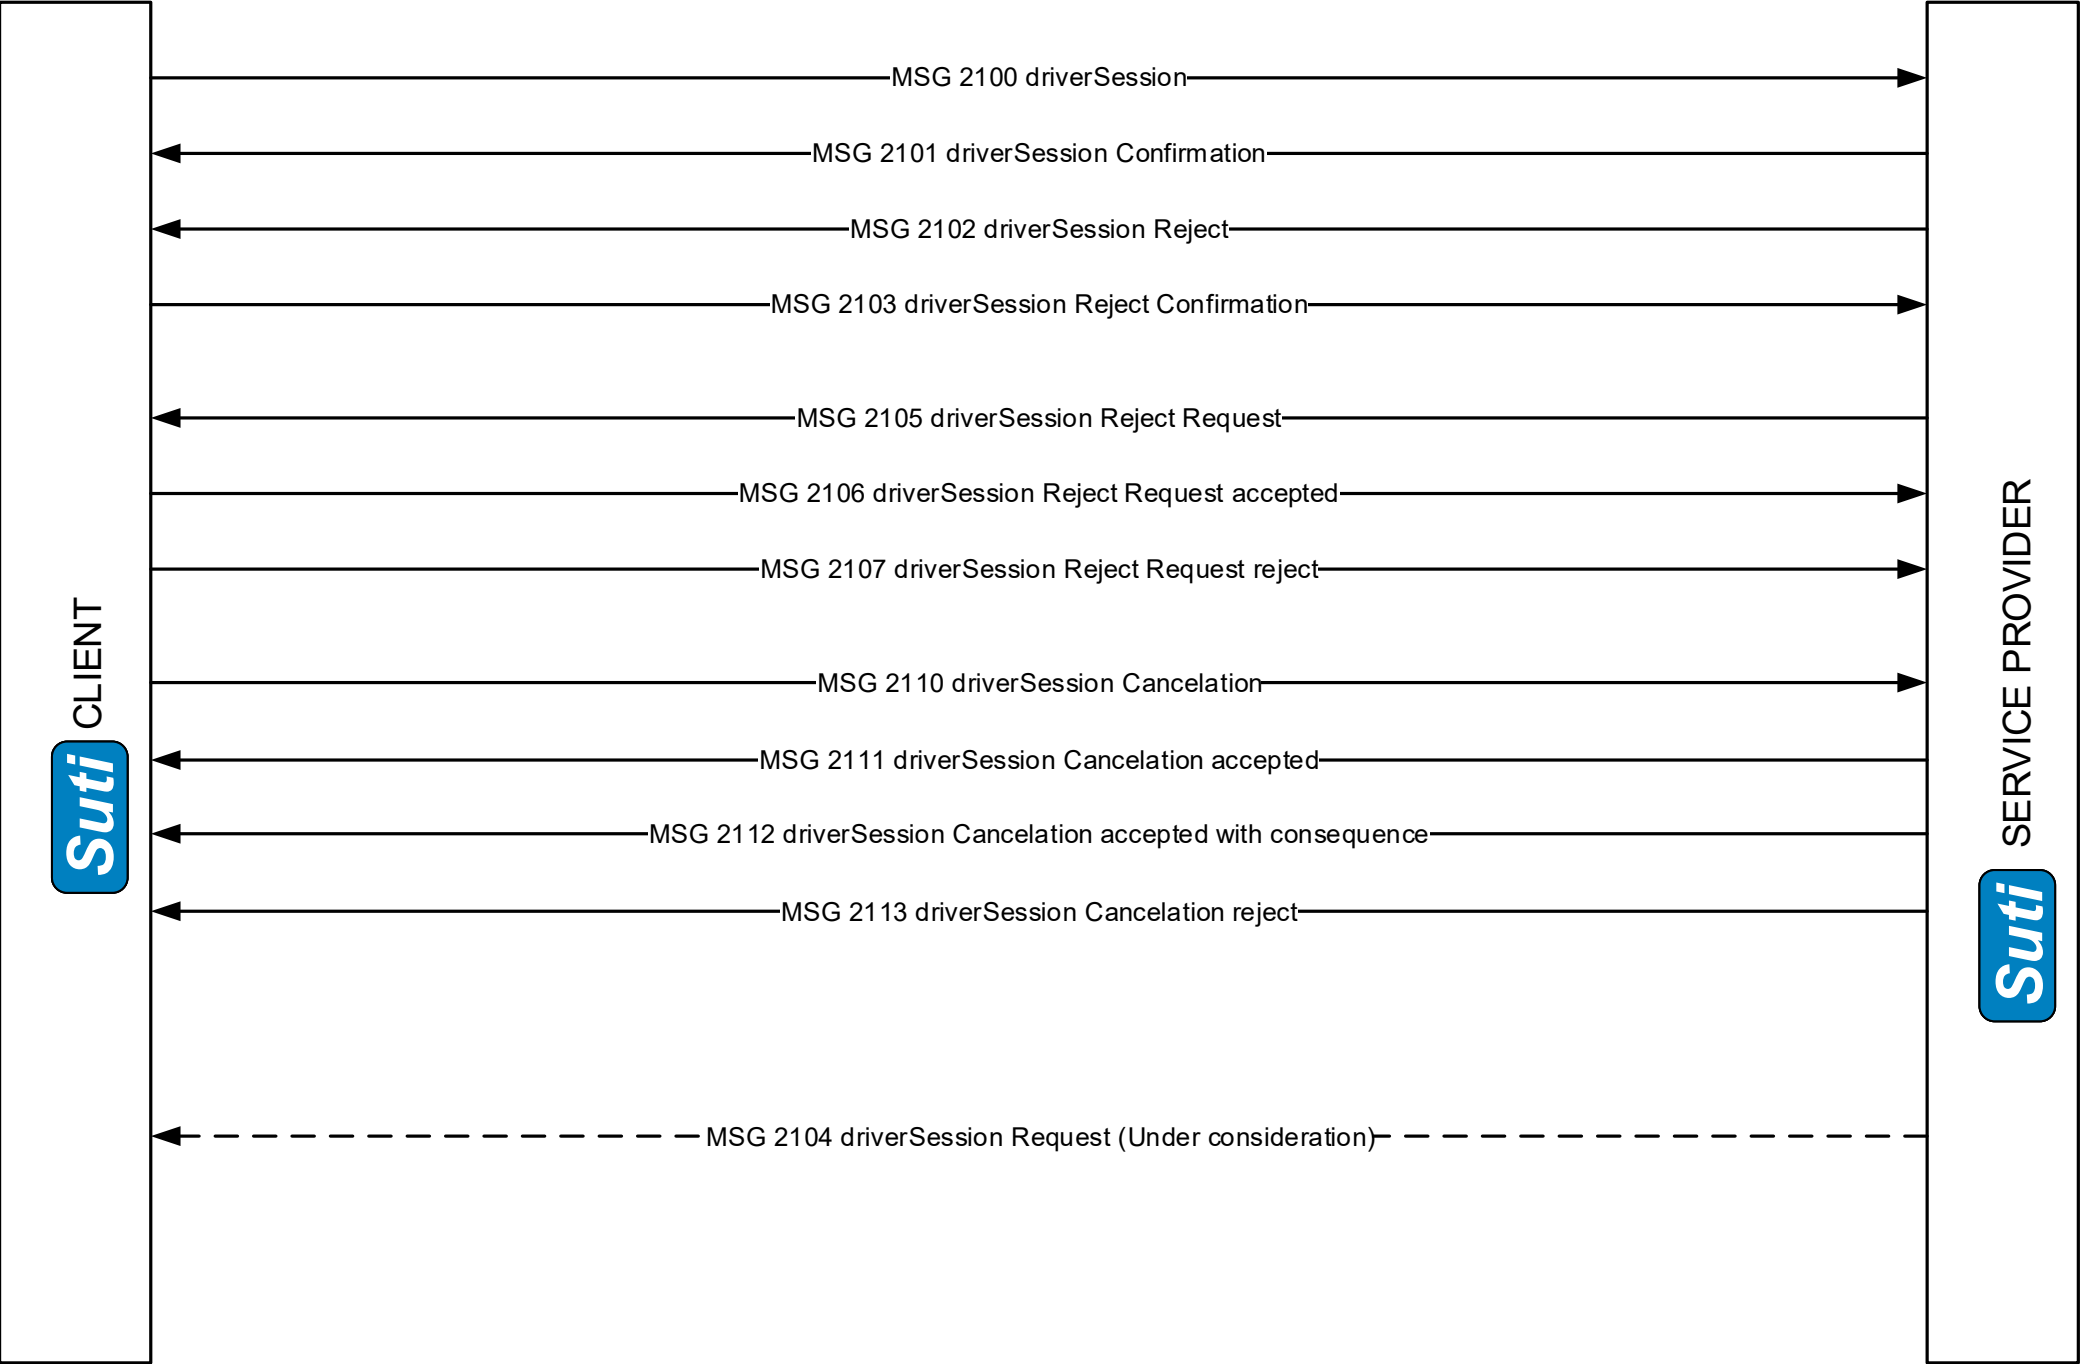 MSG 2100 driverSession
MSG 2101 driverSession Confirmation
MSG 2102 driverSession Reject
MSG 2103 driverSession Reject Confirmation
MSG 2105 driverSession Reject Request
MSG 2106 driverSession Reject Request accepted
MSG 2107 driverSession Reject Request reject
MSG 2110 driverSession Cancelation
MSG 2111 driverSession Cancelation accepted
MSG 2112 driverSession Cancelation accepted with consequence
MSG 2113 driverSession Cancelation reject
MSG 2104 driverSession Request (Under consideration)
Suti CLIENT
Suti SERVICE PROVIDER